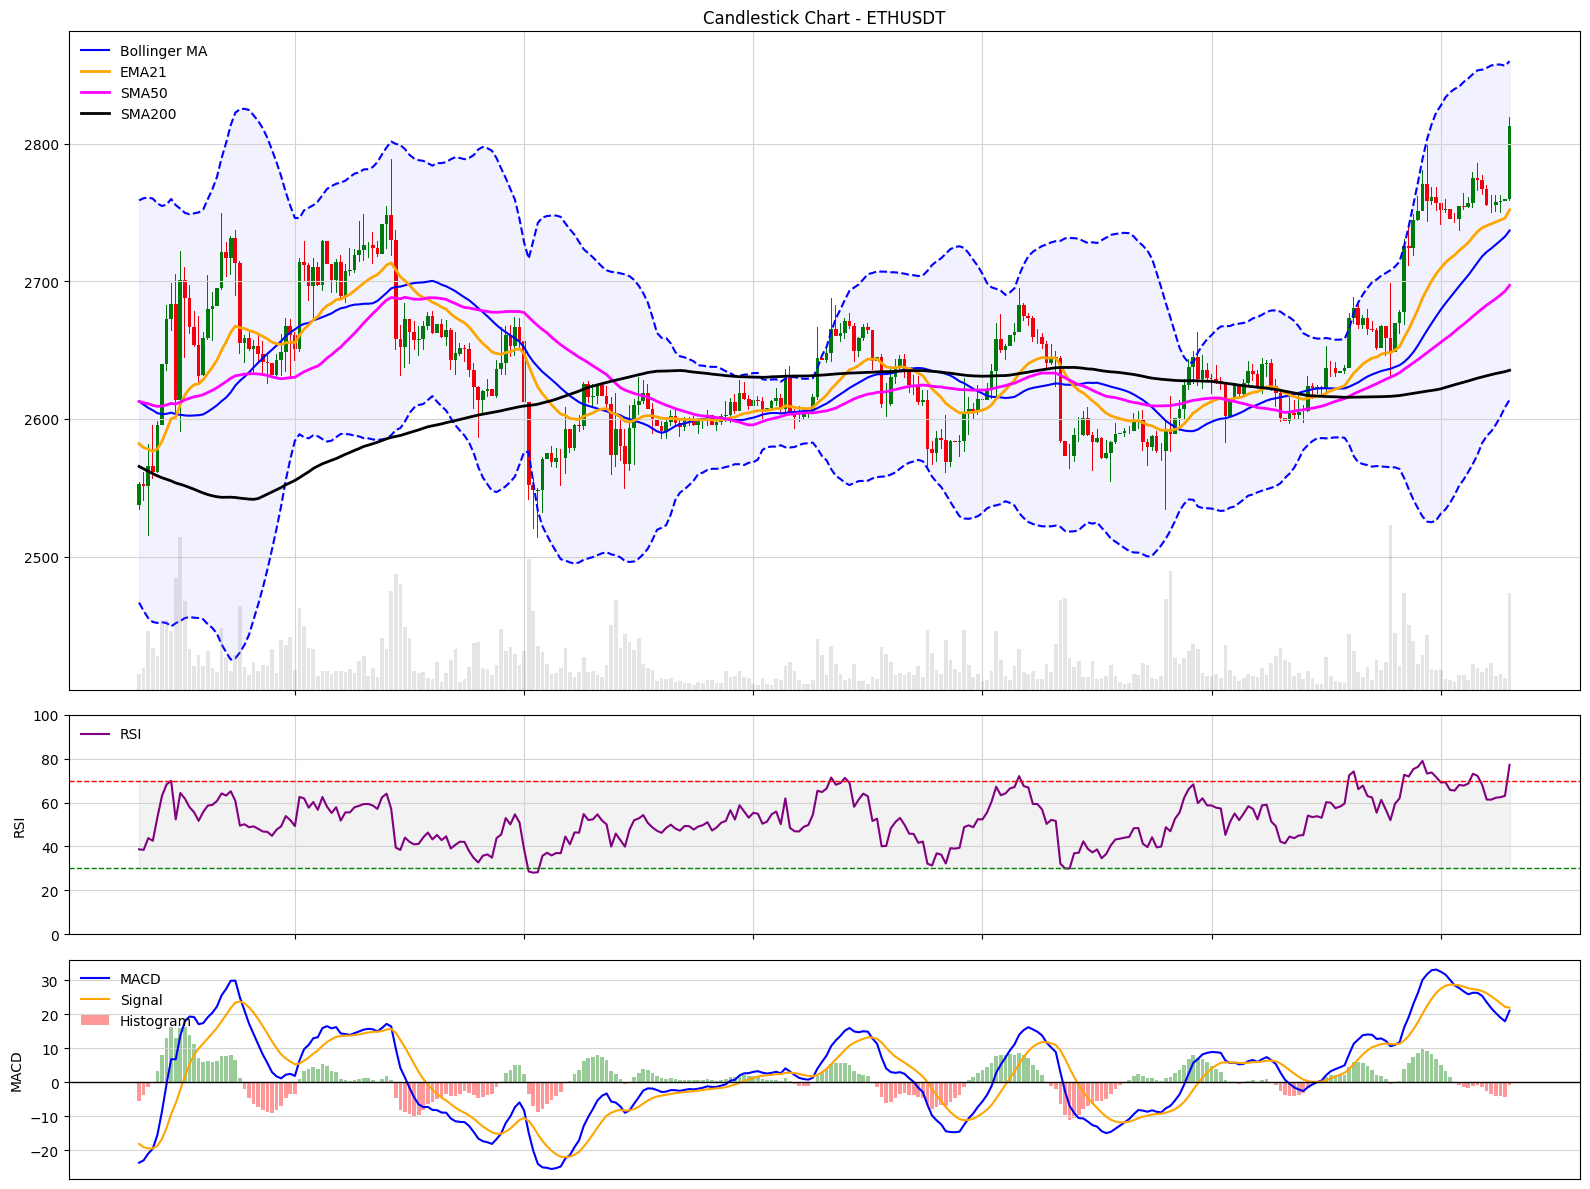 Candlestick Chart - ETHUSDT
Bollinger MA
EMA21
SMA50
SMA200
2800
2700
2600
2500
RSI
100
80
60
40
20
0
RSI
MACD
Signal
Histogram
30
20
10
0
−10
−20
MACD